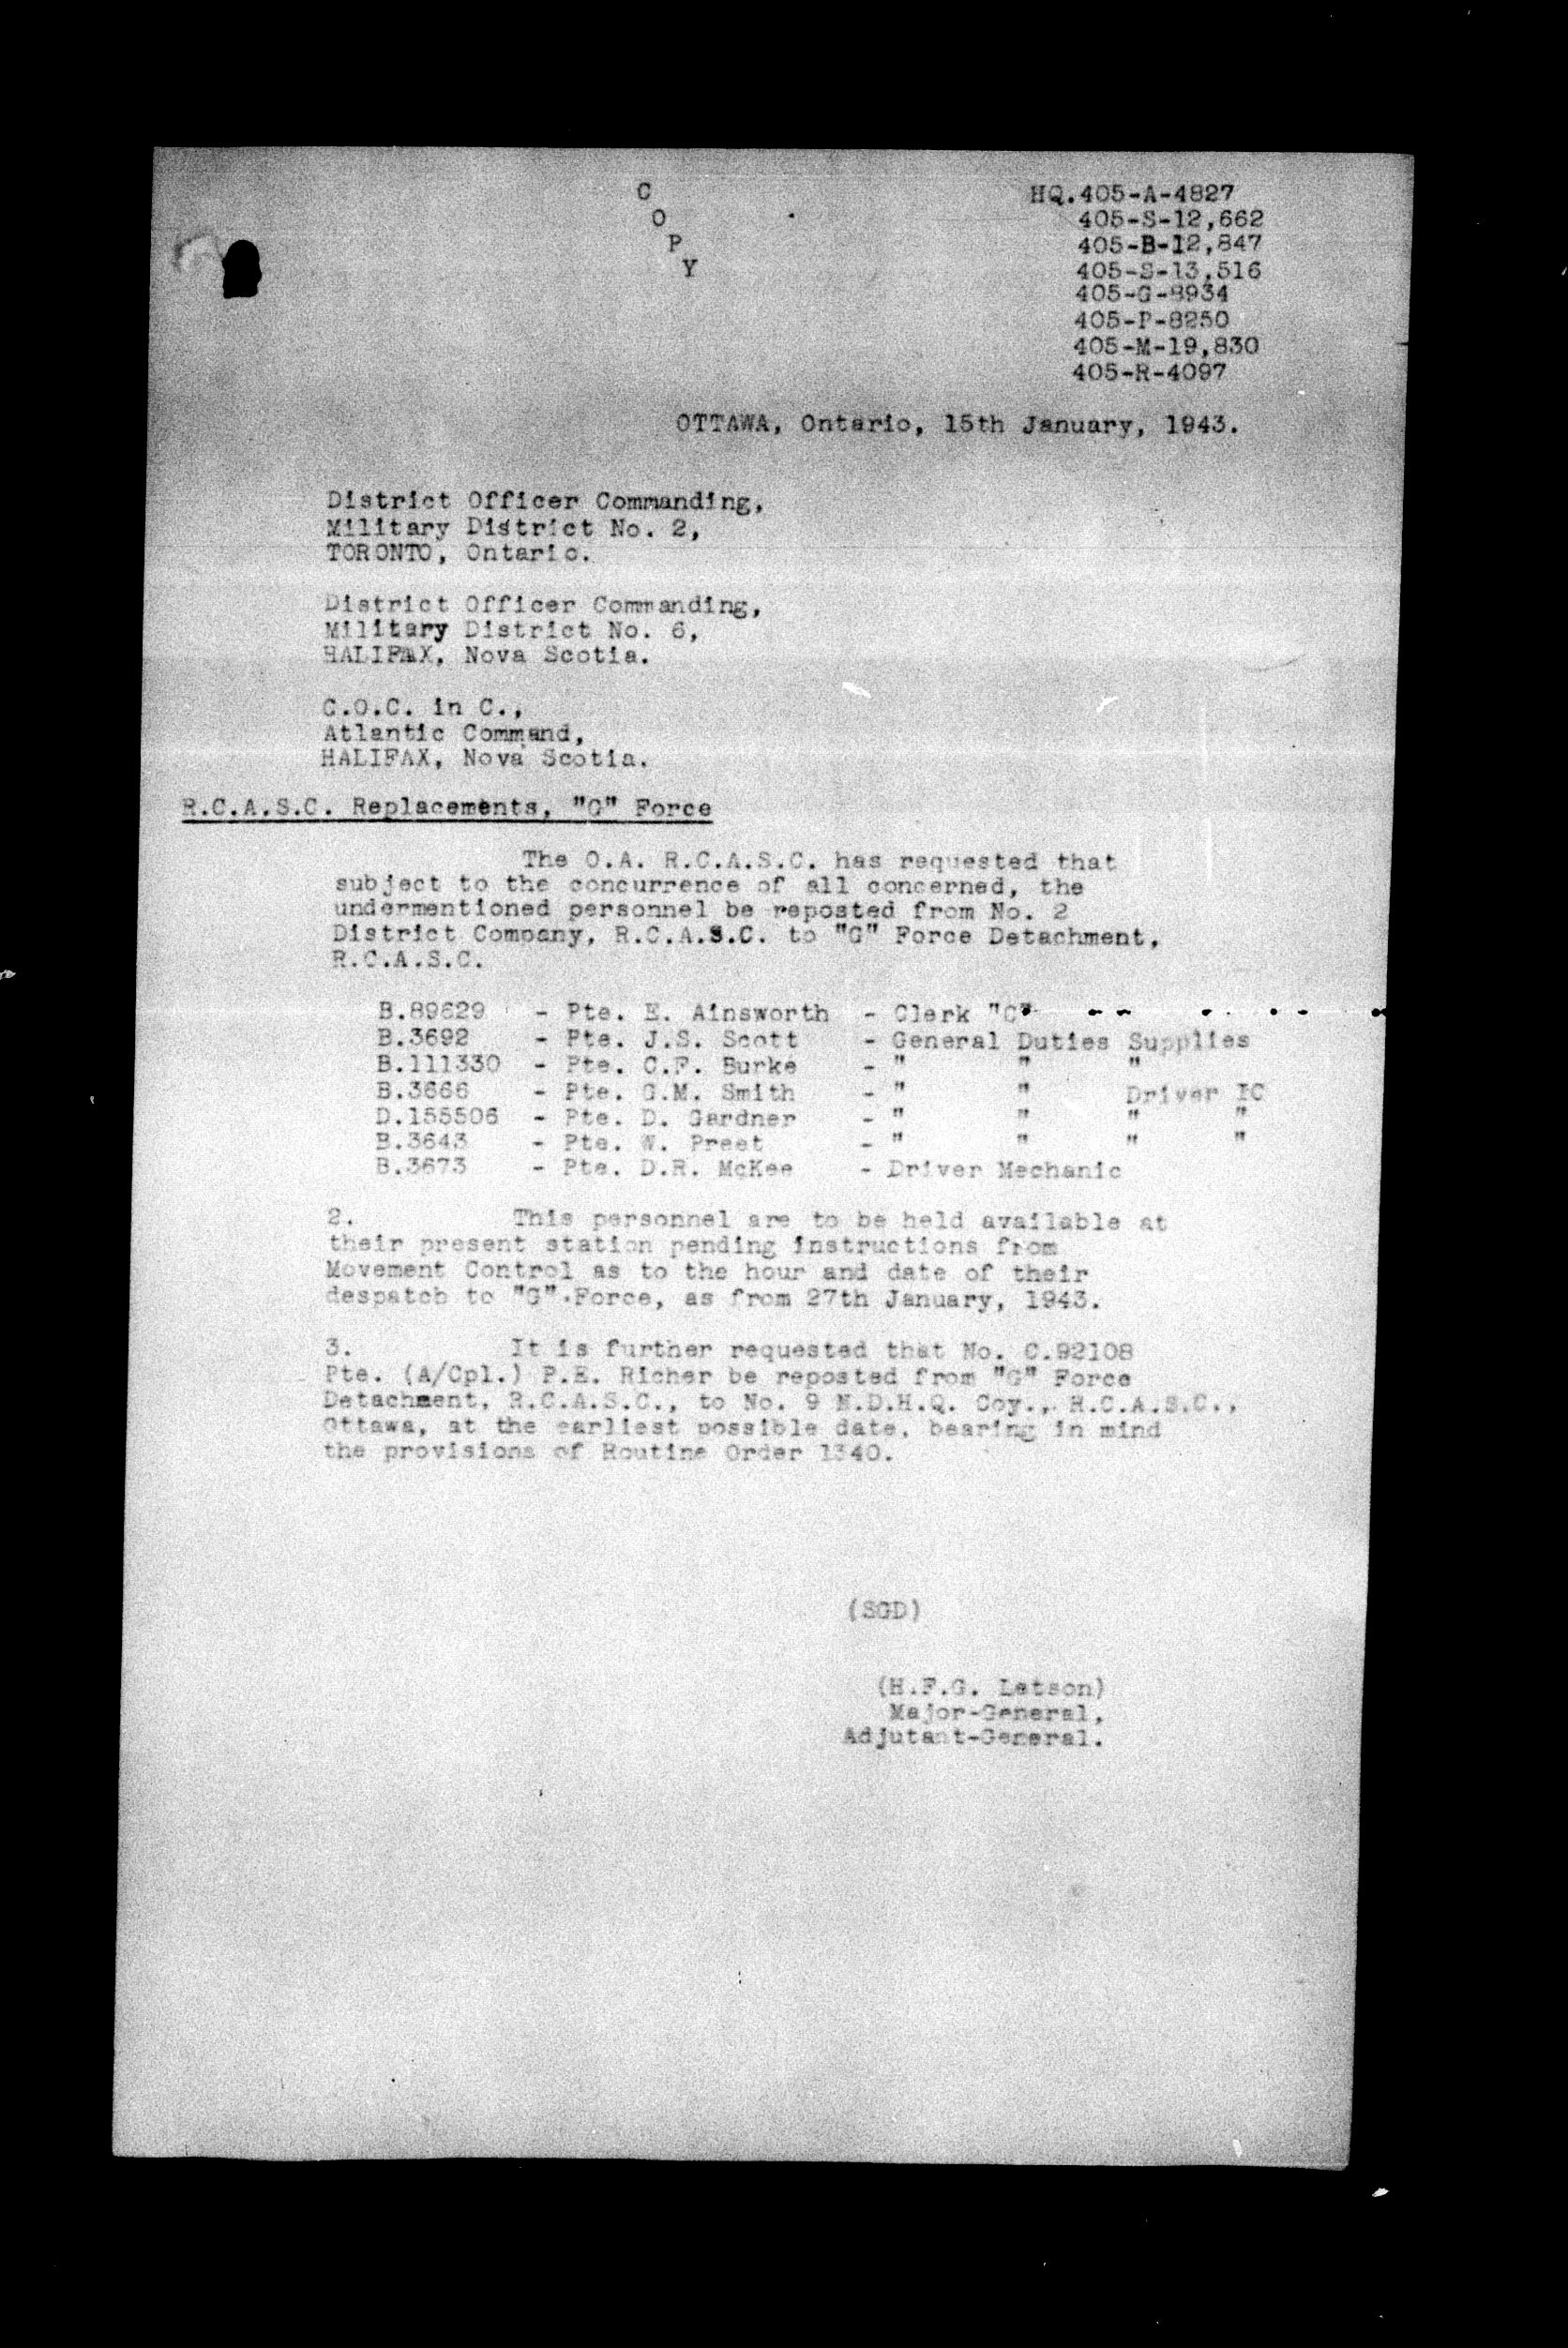 C
O
P
Y
HQ.405-A-4827
405-S-12,662
405-B-12,847
405-S-13,516
405-G-8934
405-P-8250
405-M-19,830
405-R-4097
OTTAWA, Ontario, 15th January, 1943.
District Officer Commanding,
Military District No. 2,
TORONTO, Ontario.
District Officer Commanding,
Military District No. 6,
HALIFAX, Nova Scotia.
G.O.C. in C.,
Atlantic Command,
HALIFAX, Nova Scotia.
R.C.A.S.C. Replacements, "G" Force
The O.A. R.C.A.S.C. has requested that
subject to the concurrence of all concerned, the
undermentioned personnel be reposted from No. 2
District Company, R.C.A.S.C. to "G" Force Detachment,
R.C.A.S.C.
B.89629 - Pte. E. Ainsworth - Clerk "C"
B.3692 - Pte. J.S. Scott - General Duties Supplies
B.111330 - Pte. C.F. Burke - " " "
B.3666 - Pte. G.M. Smith - " " Driver IC
D.155506 - Pte. D. Gardner - " " " "
B.3643 - Pte. W. Preet - " " " "
B.3673 - Pte. D.R. McKee - Driver Mechanic
2. This personnel are to be held available at
their present station pending instructions from
Movement Control as to the hour and date of their
despatch to "G" Force, as from 27th January, 1943.
3. It is further requested that No. C.92108
Pte. (A/Cpl.) P.E. Richer be reposted from "G" Force
Detachment, R.C.A.S.C., to No. 9 N.D.H.Q. Coy., R.C.A.S.C.,
Ottawa, at the earliest possible date, bearing in mind
the provisions of Routine Order 1340.
(SGD)
(H.F.G. Letson)
Major-General,
Adjutant-General.